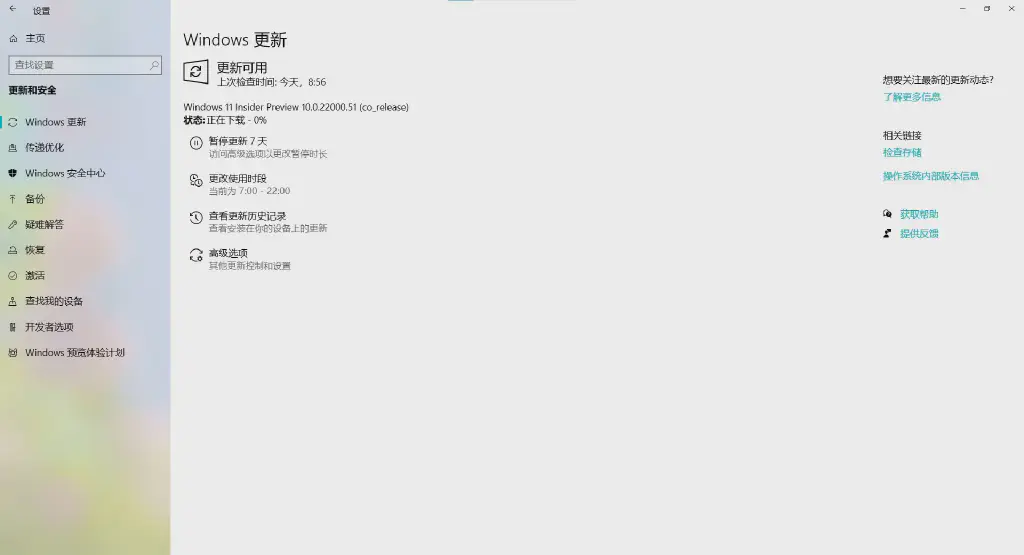 设置
主页
查找设置
更新和安全
Windows 更新
传递优化
Windows 安全中心
备份
疑难解答
恢复
激活
查找我的设备
开发者选项
Windows 预览体验计划
Windows 更新
更新可用
上次检查时间: 今天，8:56
Windows 11 Insider Preview 10.0.22000.51 (co_release)
状态: 正在下载 - 0%
暂停更新 7 天
访问高级选项以更改暂停时长
更改使用时段
当前为 7:00 - 22:00
查看更新历史记录
查看安装在你的设备上的更新
高级选项
其他更新控制和设置
想要关注最新的更新动态?
了解更多信息
相关链接
检查存储
操作系统内部版本信息
获取帮助
提供反馈